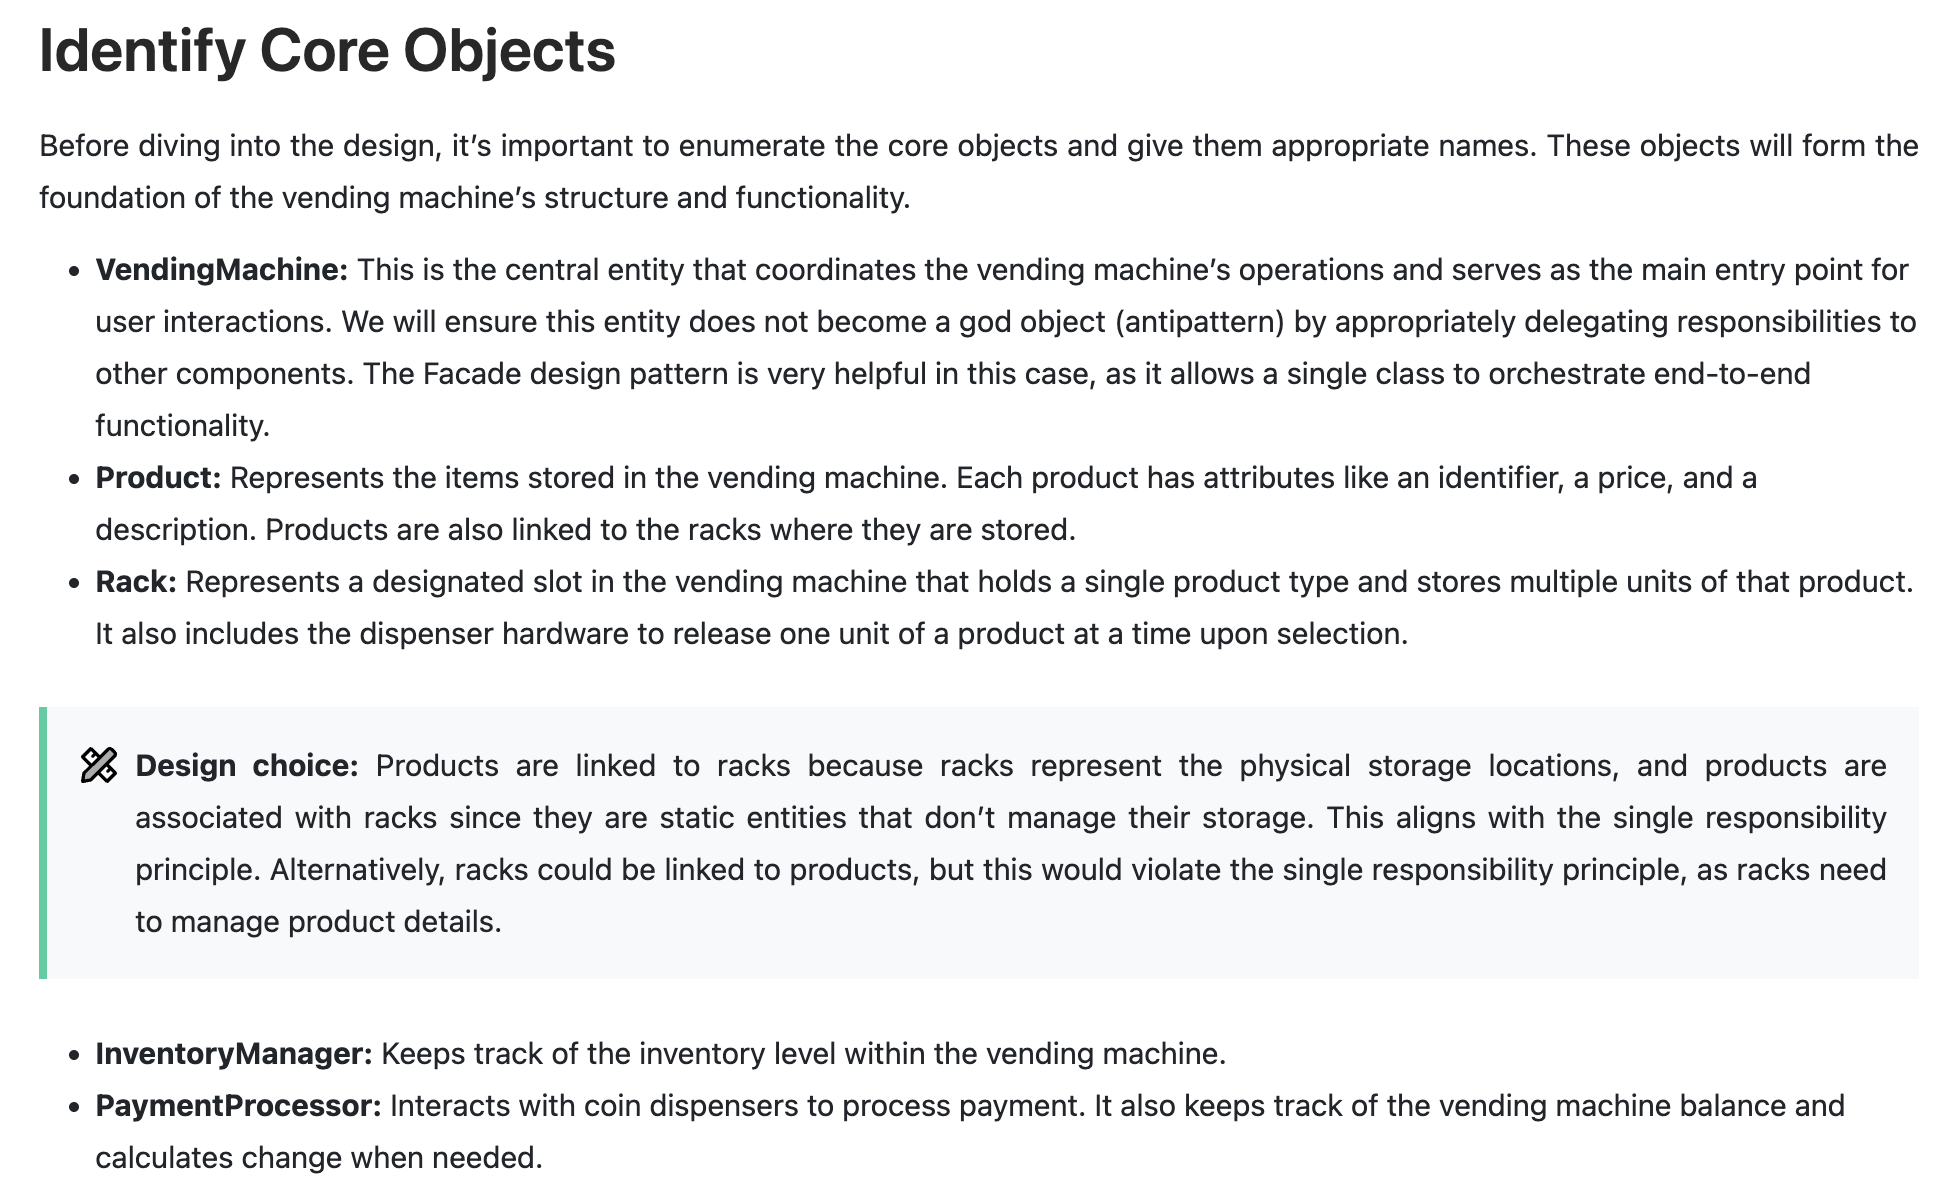 Identify Core Objects
Before diving into the design, it’s important to enumerate the core objects and give them appropriate names. These objects will form the
foundation of the vending machine’s structure and functionality.
• VendingMachine: This is the central entity that coordinates the vending machine’s operations and serves as the main entry point for
user interactions. We will ensure this entity does not become a god object (antipattern) by appropriately delegating responsibilities to
other components. The Facade design pattern is very helpful in this case, as it allows a single class to orchestrate end-to-end
functionality.
• Product: Represents the items stored in the vending machine. Each product has attributes like an identifier, a price, and a
description. Products are also linked to the racks where they are stored.
• Rack: Represents a designated slot in the vending machine that holds a single product type and stores multiple units of that product.
It also includes the dispenser hardware to release one unit of a product at a time upon selection.
Design choice: Products are linked to racks because racks represent the physical storage locations, and products are
associated with racks since they are static entities that don’t manage their storage. This aligns with the single responsibility
principle. Alternatively, racks could be linked to products, but this would violate the single responsibility principle, as racks need
to manage product details.
• InventoryManager: Keeps track of the inventory level within the vending machine.
• PaymentProcessor: Interacts with coin dispensers to process payment. It also keeps track of the vending machine balance and
calculates change when needed.